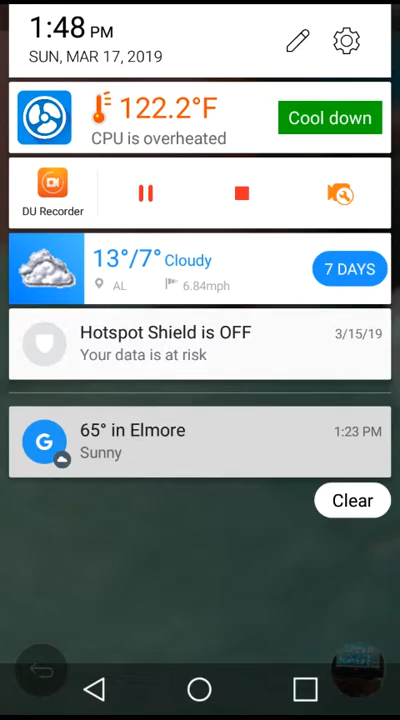 1:48 PM
SUN, MAR 17, 2019
122.2°F
CPU is overheated
Cool down
DU Recorder
13°/7° Cloudy
AL 6.84mph
7 DAYS
Hotspot Shield is OFF 3/15/19
Your data is at risk
65° in Elmore 1:23 PM
Sunny
G
Clear